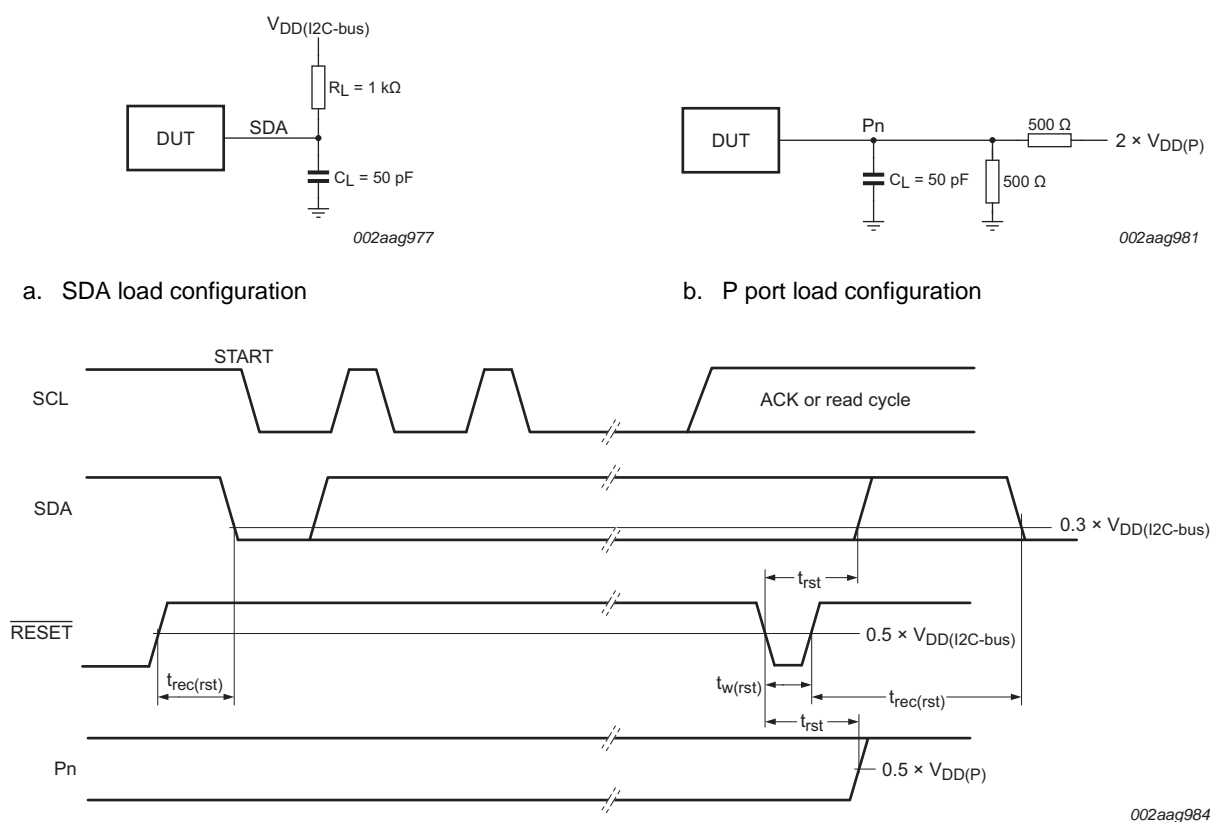 VDD(I2C-bus)
RL = 1 kΩ
DUT
SDA
CL = 50 pF
002aag977
DUT
Pn
500 Ω
2 × VDD(P)
CL = 50 pF
500 Ω
002aag981
a. SDA load configuration
b. P port load configuration
START
SCL
ACK or read cycle
SDA
0.3 × VDD(I2C-bus)
trst
RESET
0.5 × VDD(I2C-bus)
trec(rst)
tw(rst)
trec(rst)
trst
Pn
0.5 × VDD(P)
002aag984